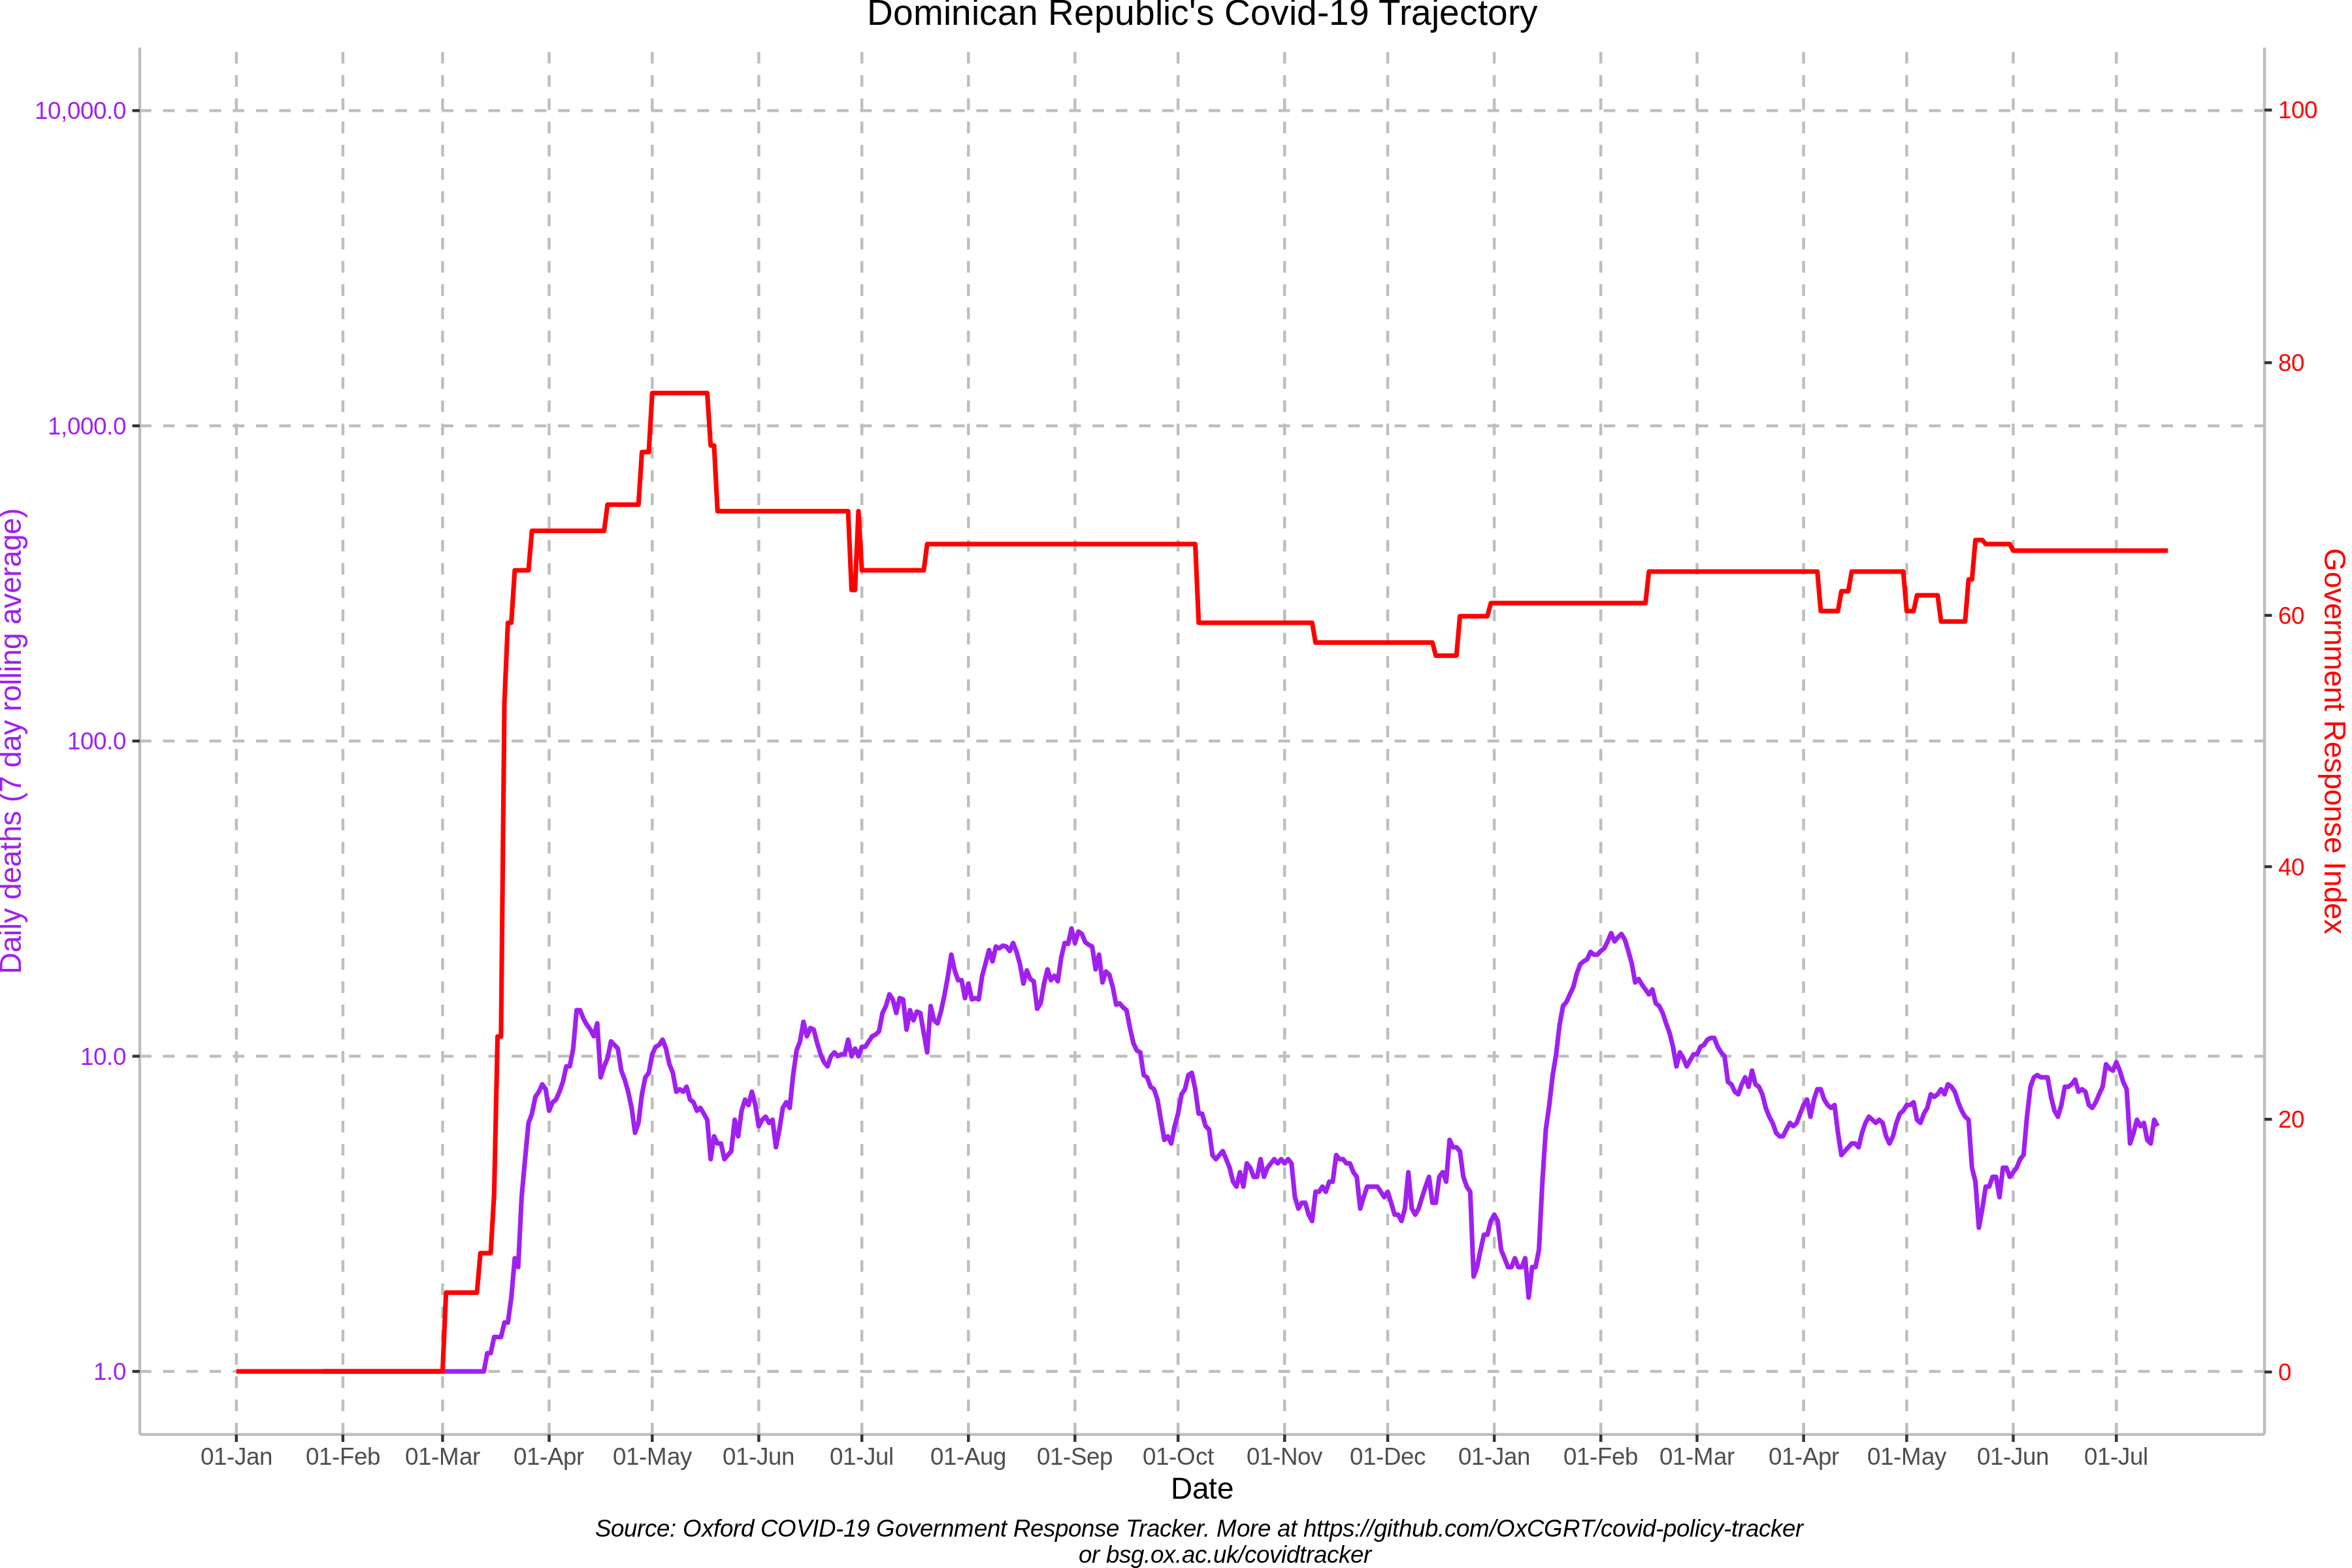 Dominican Republic's Covid-19 Trajectory
10,000.0
1,000.0
100.0
10.0
1.0
Daily deaths (7 day rolling average)
100
80
60
40
20
0
Government Response Index
01-Jan 01-Feb 01-Mar 01-Apr 01-May 01-Jun 01-Jul 01-Aug 01-Sep 01-Oct 01-Nov 01-Dec 01-Jan 01-Feb 01-Mar 01-Apr 01-May 01-Jun 01-Jul
Date
Source: Oxford COVID-19 Government Response Tracker. More at https://github.com/OxCGRT/covid-policy-tracker
or bsg.ox.ac.uk/covidtracker